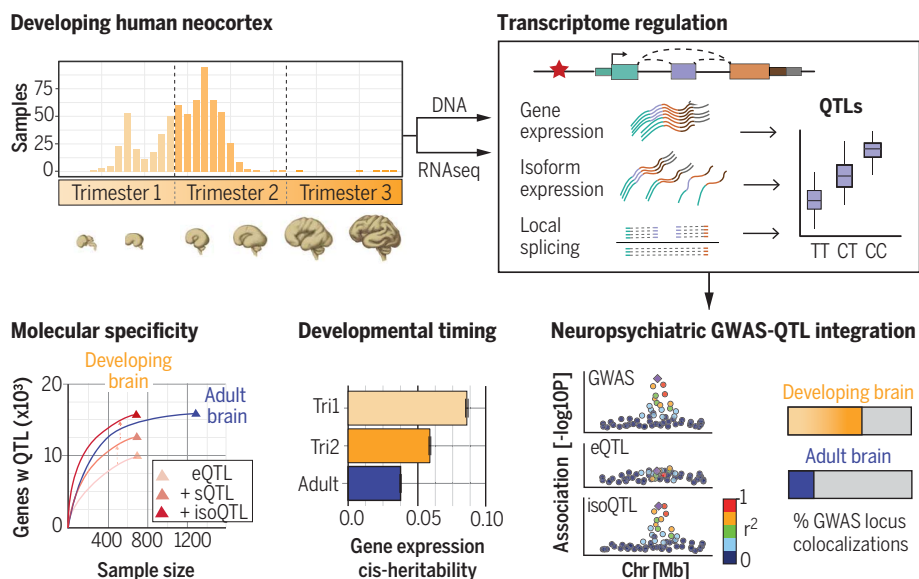 Developing human neocortex
Samples
75
50
25
0
Trimester 1
Trimester 2
Trimester 3
DNA
RNAseq
Transcriptome regulation
Gene
expression
Isoform
expression
Local
splicing
QTLs
TT CT CC
Molecular specificity
Developing
brain
Adult
brain
Genes w QTL (x10³)
20
10
0
eQTL
+ sQTL
+ isoQTL
400 800 1200
Sample size
Developmental timing
Tri1
Tri2
Adult
0.0 0.05 0.10
Gene expression
cis-heritability
Neuropsychiatric GWAS-QTL integration
Association [-log10P]
GWAS
eQTL
isoQTL
1
r²
0
Chr [Mb]
Developing brain
Adult brain
% GWAS locus
colocalizations